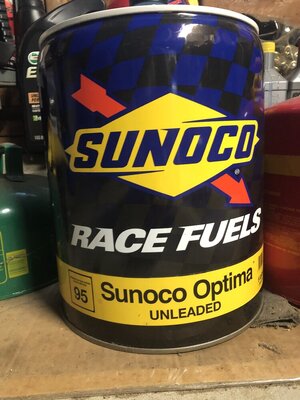 SUNOCO
®
RACE FUELS
95
Sunoco Optima
UNLEADED